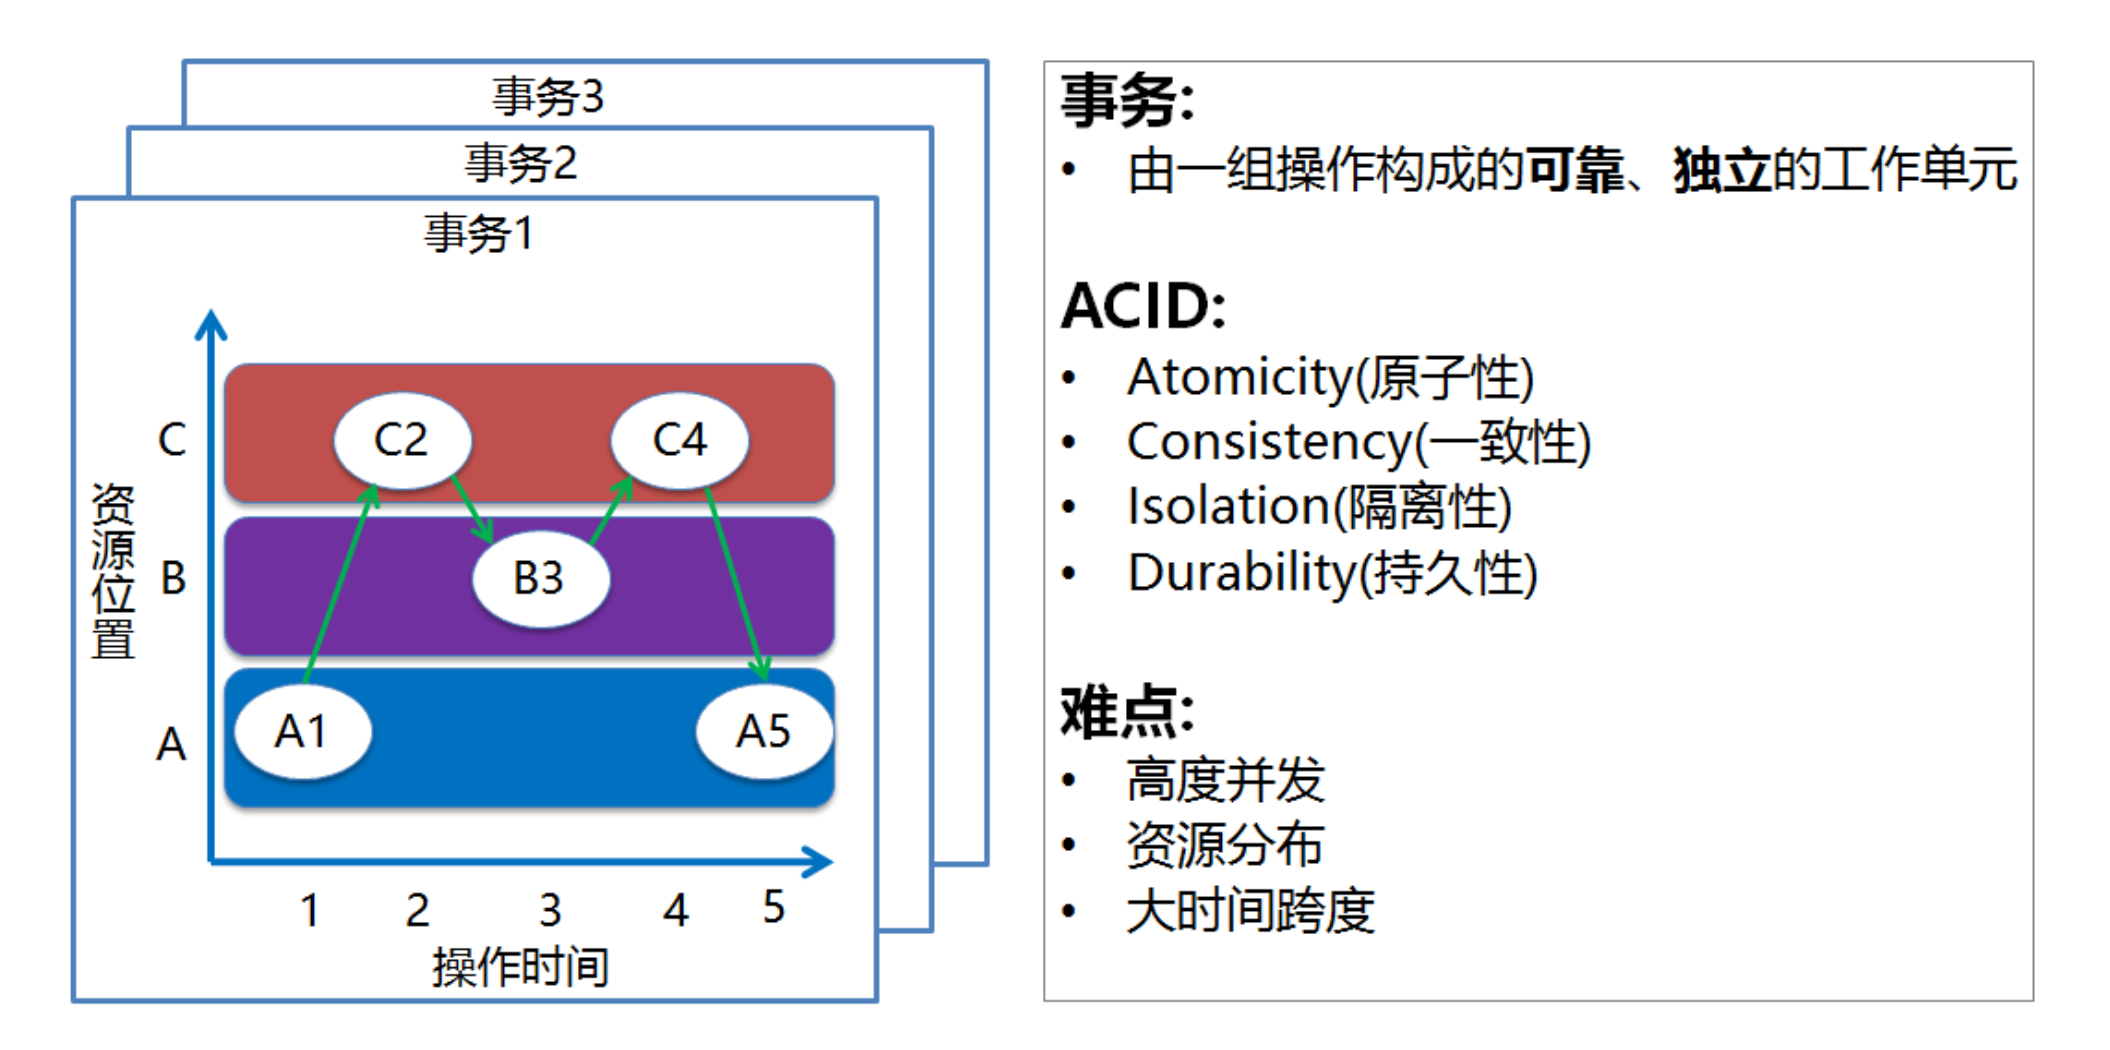 事务3
事务2
事务1
资源位置
C
C2
C4
B
B3
A
A1
A5
1 2 3 4 5
操作时间
事务:
• 由一组操作构成的可靠、独立的工作单元
ACID:
• Atomicity(原子性)
• Consistency(一致性)
• Isolation(隔离性)
• Durability(持久性)
难点:
• 高度并发
• 资源分布
• 大时间跨度